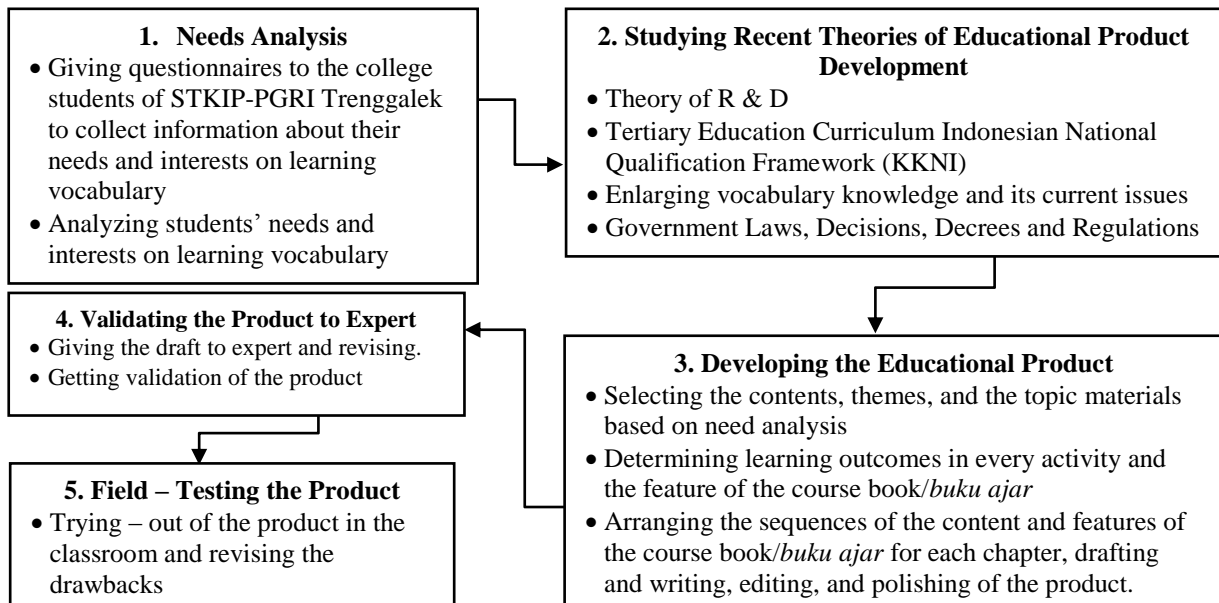 1. Needs Analysis
• Giving questionnaires to the college
students of STKIP-PGRI Trenggalek
to collect information about their
needs and interests on learning
vocabulary
• Analyzing students’ needs and
interests on learning vocabulary
2. Studying Recent Theories of Educational Product
Development
• Theory of R & D
• Tertiary Education Curriculum Indonesian National
Qualification Framework (KKNI)
• Enlarging vocabulary knowledge and its current issues
• Government Laws, Decisions, Decrees and Regulations
3. Developing the Educational Product
• Selecting the contents, themes, and the topic materials
based on need analysis
• Determining learning outcomes in every activity and
the feature of the course book/buku ajar
• Arranging the sequences of the content and features of
the course book/buku ajar for each chapter, drafting
and writing, editing, and polishing of the product.
4. Validating the Product to Expert
• Giving the draft to expert and revising.
• Getting validation of the product
5. Field – Testing the Product
• Trying – out of the product in the
classroom and revising the
drawbacks